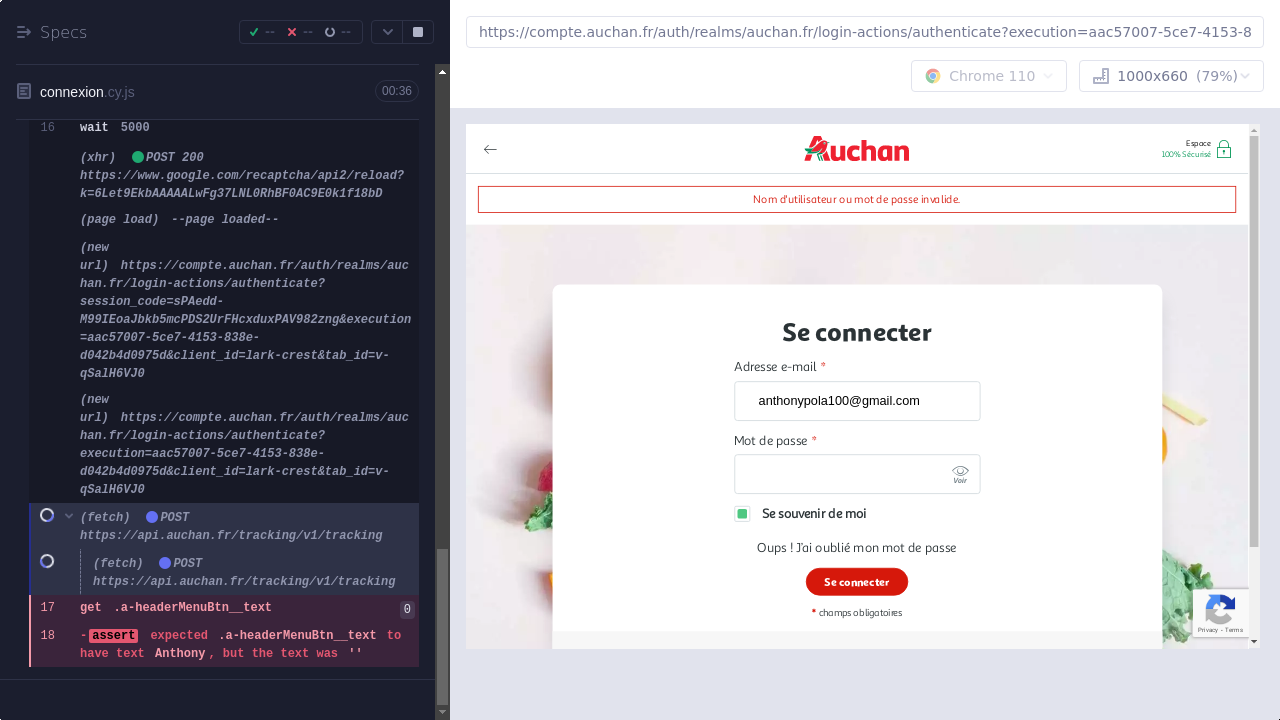 Specs
--
--
--
connexion.cy.js
00:36
16 wait 5000
(xhr) POST 200
https://www.google.com/recaptcha/api2/reload?
k=6Let9EkbAAAAALwFg37LNL0RhBF0AC9E0k1f18bD
(page load) --page loaded--
(new
url) https://compte.auchan.fr/auth/realms/auc
han.fr/login-actions/authenticate?
session_code=sPAedd-
M99IEoaJbkb5mcPDS2UrFHcxduxPAV982zng&execution
=aac57007-5ce7-4153-838e-
d042b4d0975d&client_id=lark-crest&tab_id=v-
qSalH6VJ0
(new
url) https://compte.auchan.fr/auth/realms/auc
han.fr/login-actions/authenticate?
execution=aac57007-5ce7-4153-838e-
d042b4d0975d&client_id=lark-crest&tab_id=v-
qSalH6VJ0
(fetch) POST
https://api.auchan.fr/tracking/v1/tracking
(fetch) POST
https://api.auchan.fr/tracking/v1/tracking
17 get .a-headerMenuBtn__text 0
18 -assert expected .a-headerMenuBtn__text to
have text Anthony, but the text was ''
https://compte.auchan.fr/auth/realms/auchan.fr/login-actions/authenticate?execution=aac57007-5ce7-4153-8
Chrome 110
1000x660 (79%)
Auchan
Espace
100% Sécurisé
Nom d'utilisateur ou mot de passe invalide.
Se connecter
Adresse e-mail *
anthonypola100@gmail.com
Mot de passe *
Voir
Se souvenir de moi
Oups ! J'ai oublié mon mot de passe
Se connecter
* champs obligatoires
Privacy - Terms